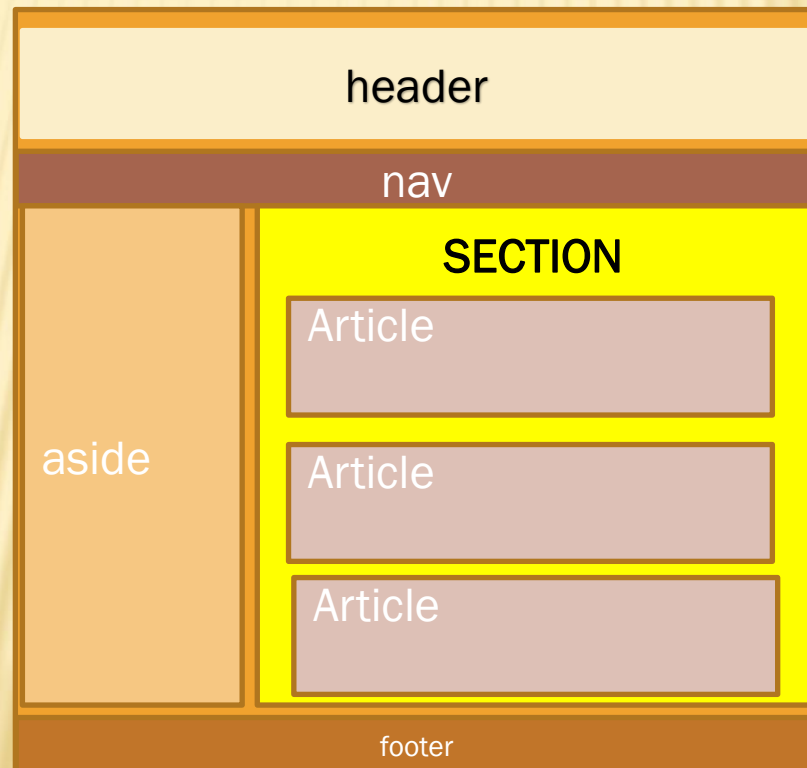 header
nav
SECTION
Article
aside
Article
Article
footer